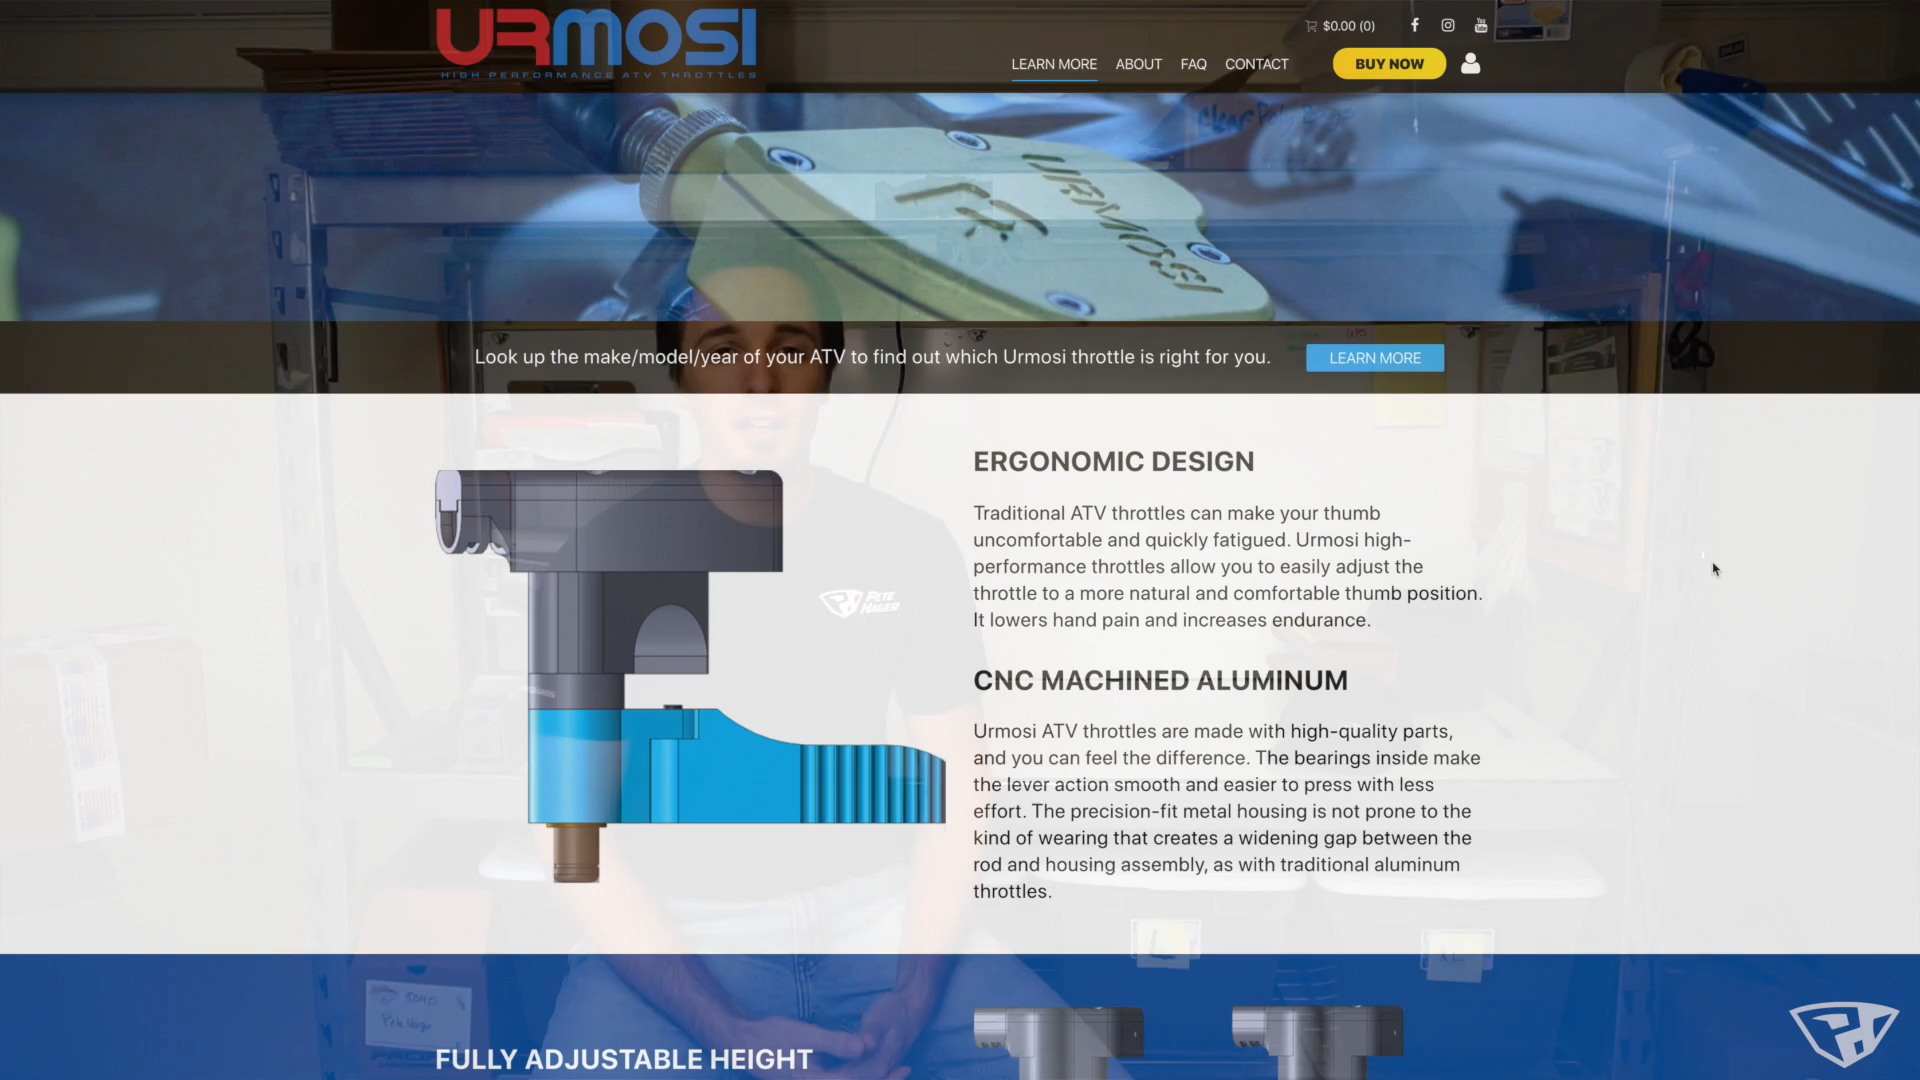 URMOSI
HIGH PERFORMANCE ATV THROTTLES
$0.00 (0)
LEARN MORE
ABOUT
FAQ
CONTACT
BUY NOW
URMOSI
Look up the make/model/year of your ATV to find out which Urmosi throttle is right for you.
LEARN MORE
ERGONOMIC DESIGN
Traditional ATV throttles can make your thumb
uncomfortable and quickly fatigued. Urmosi high-
performance throttles allow you to easily adjust the
throttle to a more natural and comfortable thumb position.
It lowers hand pain and increases endurance.
PETE
HAGER
CNC MACHINED ALUMINUM
Urmosi ATV throttles are made with high-quality parts,
and you can feel the difference. The bearings inside make
the lever action smooth and easier to press with less
effort. The precision-fit metal housing is not prone to the
kind of wearing that creates a widening gap between the
rod and housing assembly, as with traditional aluminum
throttles.
L
XL
FULLY ADJUSTABLE HEIGHT